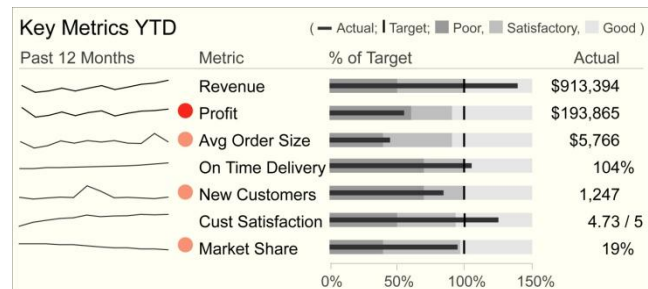 Key Metrics YTD
( — Actual; | Target; Poor, Satisfactory, Good )
Past 12 Months Metric % of Target Actual
Revenue $913,394
Profit $193,865
Avg Order Size $5,766
On Time Delivery 104%
New Customers 1,247
Cust Satisfaction 4.73 / 5
Market Share 19%
0% 50% 100% 150%